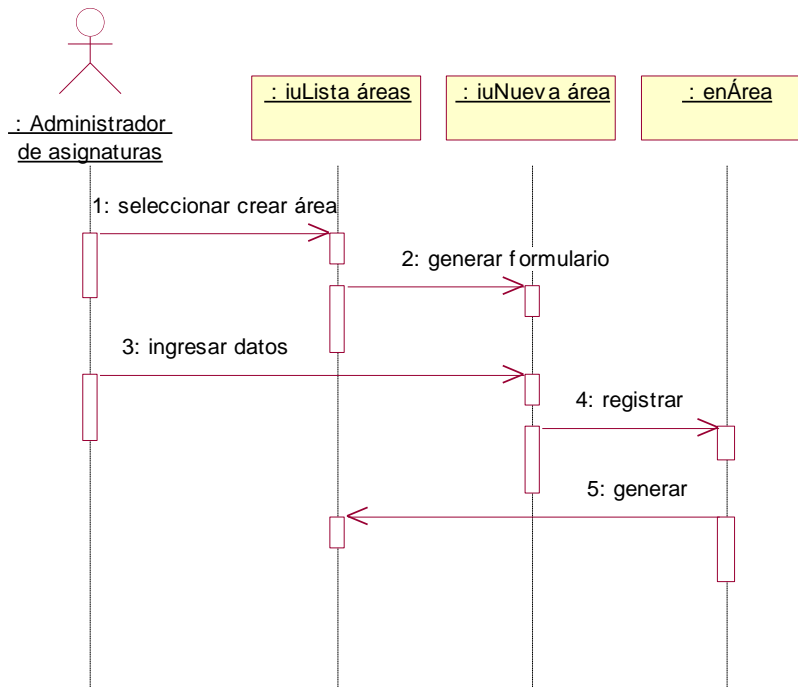 : Administrador
de asignaturas
: iuLista áreas
: iuNueva área
: enÁrea
1: seleccionar crear área
2: generar formulario
3: ingresar datos
4: registrar
5: generar